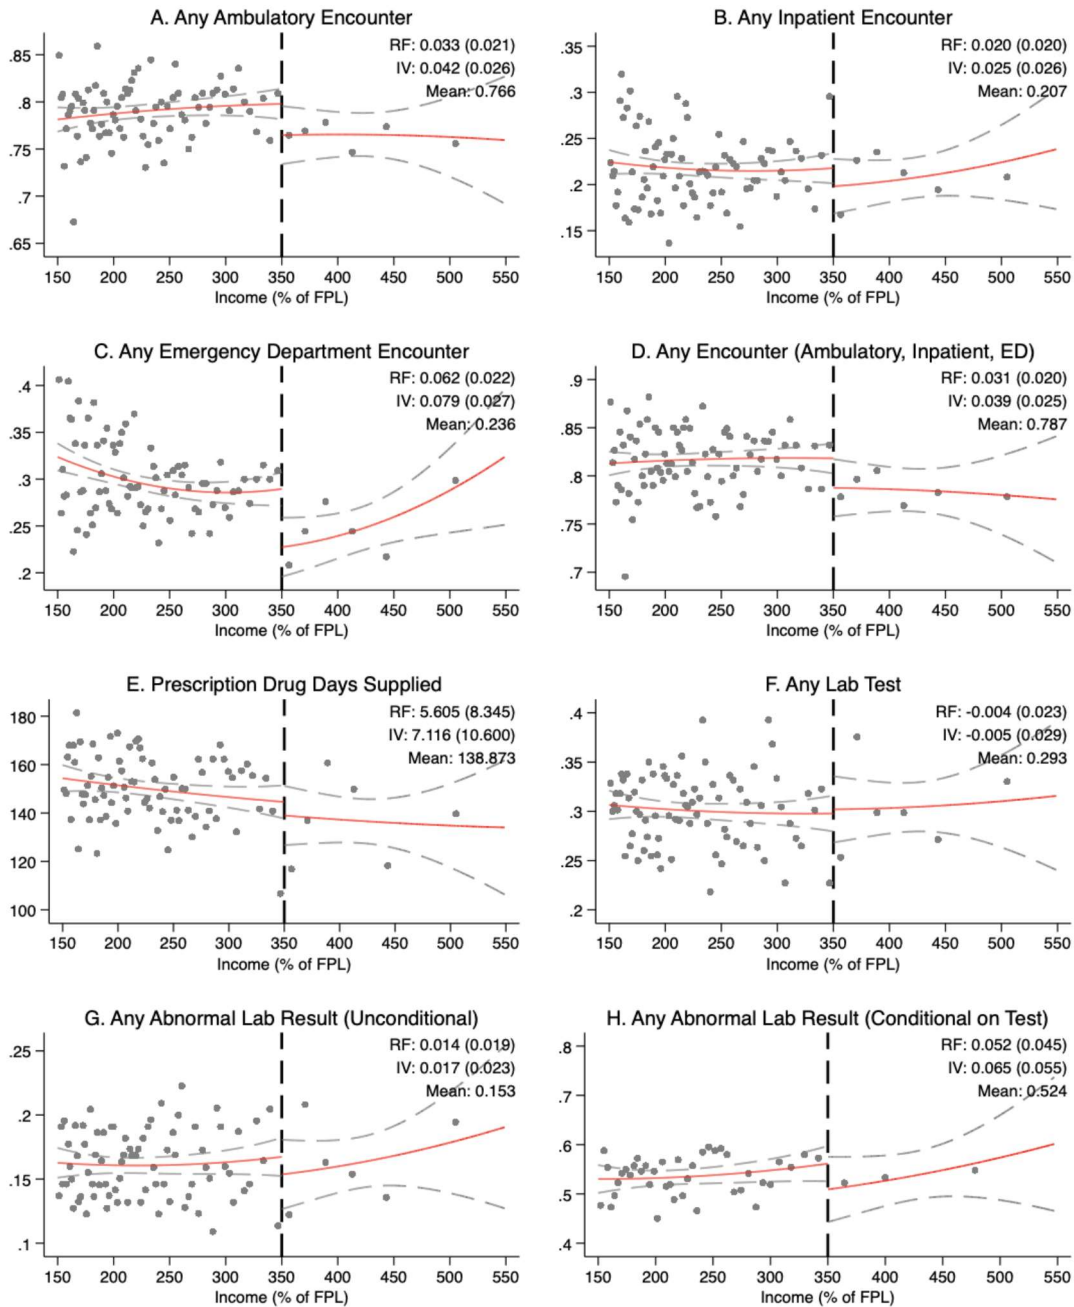 A. Any Ambulatory Encounter
RF: 0.033 (0.021)
IV: 0.042 (0.026)
Mean: 0.766
.85
.8
.75
.7
.65
150 200 250 300 350 400 450 500 550
Income (% of FPL)
B. Any Inpatient Encounter
RF: 0.020 (0.020)
IV: 0.025 (0.026)
Mean: 0.207
.35
.3
.25
.2
.15
150 200 250 300 350 400 450 500 550
Income (% of FPL)
C. Any Emergency Department Encounter
RF: 0.062 (0.022)
IV: 0.079 (0.027)
Mean: 0.236
.4
.35
.3
.25
.2
150 200 250 300 350 400 450 500 550
Income (% of FPL)
D. Any Encounter (Ambulatory, Inpatient, ED)
RF: 0.031 (0.020)
IV: 0.039 (0.025)
Mean: 0.787
.9
.85
.8
.75
.7
150 200 250 300 350 400 450 500 550
Income (% of FPL)
E. Prescription Drug Days Supplied
RF: 5.605 (8.345)
IV: 7.116 (10.600)
Mean: 138.873
180
160
140
120
100
150 200 250 300 350 400 450 500 550
Income (% of FPL)
F. Any Lab Test
RF: -0.004 (0.023)
IV: -0.005 (0.029)
Mean: 0.293
.4
.35
.3
.25
.2
150 200 250 300 350 400 450 500 550
Income (% of FPL)
G. Any Abnormal Lab Result (Unconditional)
RF: 0.014 (0.019)
IV: 0.017 (0.023)
Mean: 0.153
.25
.2
.15
.1
150 200 250 300 350 400 450 500 550
Income (% of FPL)
H. Any Abnormal Lab Result (Conditional on Test)
RF: 0.052 (0.045)
IV: 0.065 (0.055)
Mean: 0.524
.8
.7
.6
.5
.4
150 200 250 300 350 400 450 500 550
Income (% of FPL)